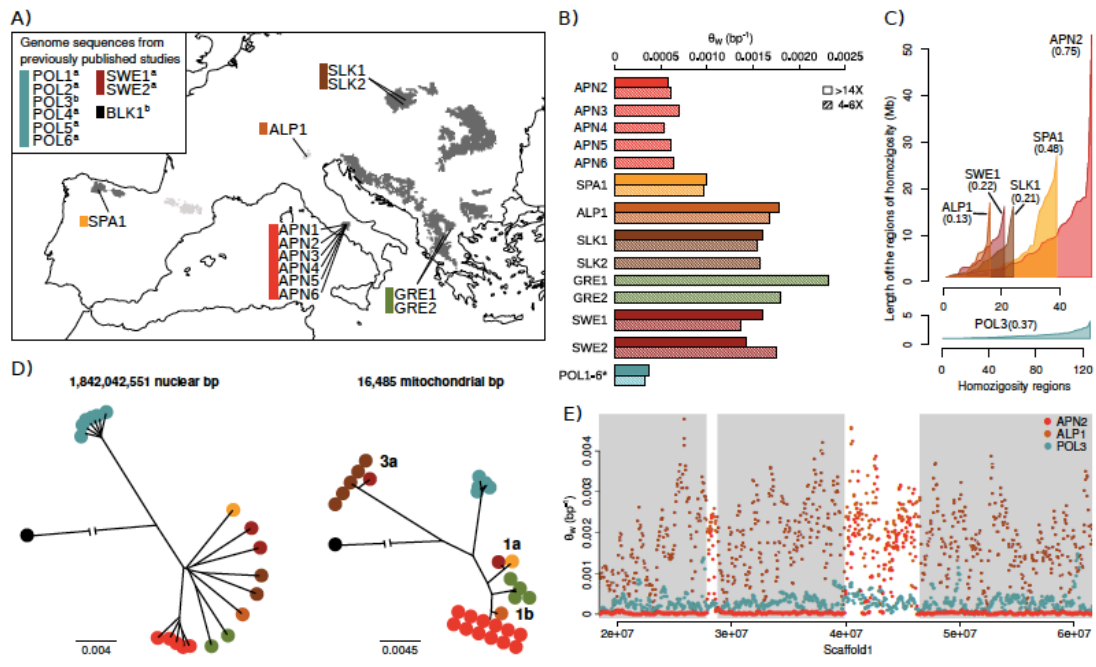 A)
Genome sequences from
previously published studies
POL1ᵃ
POL2ᵃ
POL3ᵇ
POL4ᵃ
POL5ᵃ
POL6ᵃ
SWE1ᵃ
SWE2ᵃ
BLK1ᵇ
SLK1
SLK2
ALP1
SPA1
APN1
APN2
APN3
APN4
APN5
APN6
GRE1
GRE2
B)
θw (bp⁻¹)
0 0.0005 0.0010 0.0015 0.0020 0.0025
>14X
4-6X
APN2
APN3
APN4
APN5
APN6
SPA1
ALP1
SLK1
SLK2
GRE1
GRE2
SWE1
SWE2
POL1-6*
C)
Length of the regions of homozigosity (Mb)
50
40
30
20
10
0
APN2
(0.75)
SPA1
(0.48)
SWE1
(0.22)
SLK1
(0.21)
ALP1
(0.13)
0 20 40
5
0
POL3(0.37)
0 40 80 120
Homozigosity regions
D)
1,842,042,551 nuclear bp
0.004
16,485 mitochondrial bp
3a
1a
1b
0.0045
E)
θw (bp⁻¹)
0.004
0.003
0.002
0.001
0
APN2
ALP1
POL3
2e+07 3e+07 4e+07 5e+07 6e+07
Scaffold1